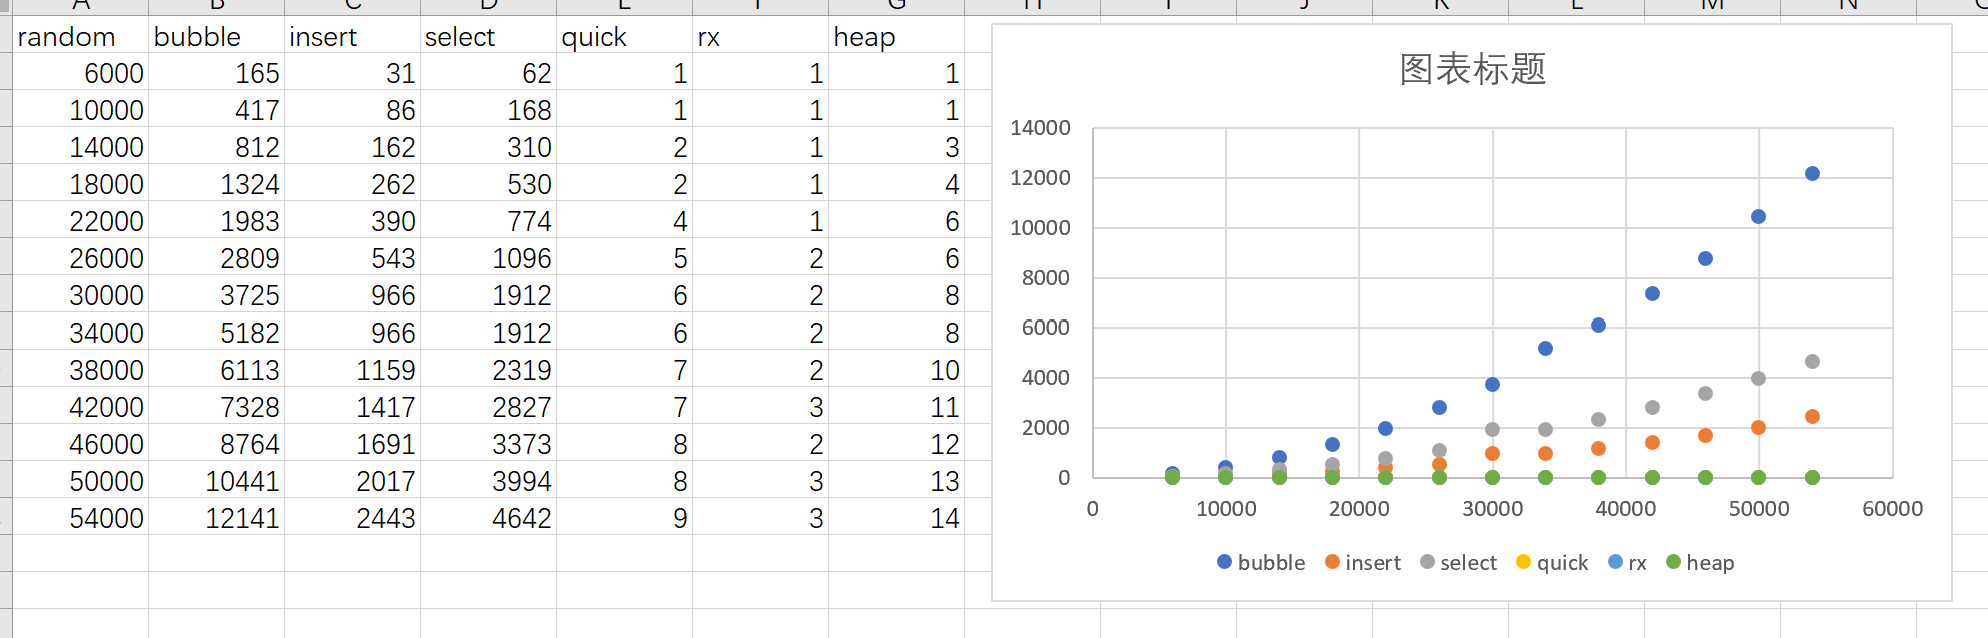 random bubble insert select quick rx heap
6000 165 31 62 1 1 1
10000 417 86 168 1 1 1
14000 812 162 310 2 1 3
18000 1324 262 530 2 1 4
22000 1983 390 774 4 1 6
26000 2809 543 1096 5 2 6
30000 3725 966 1912 6 2 8
34000 5182 966 1912 6 2 8
38000 6113 1159 2319 7 2 10
42000 7328 1417 2827 7 3 11
46000 8764 1691 3373 8 2 12
50000 10441 2017 3994 8 3 13
54000 12141 2443 4642 9 3 14
图表标题
14000
12000
10000
8000
6000
4000
2000
0
0 10000 20000 30000 40000 50000 60000
bubble insert select quick rx heap